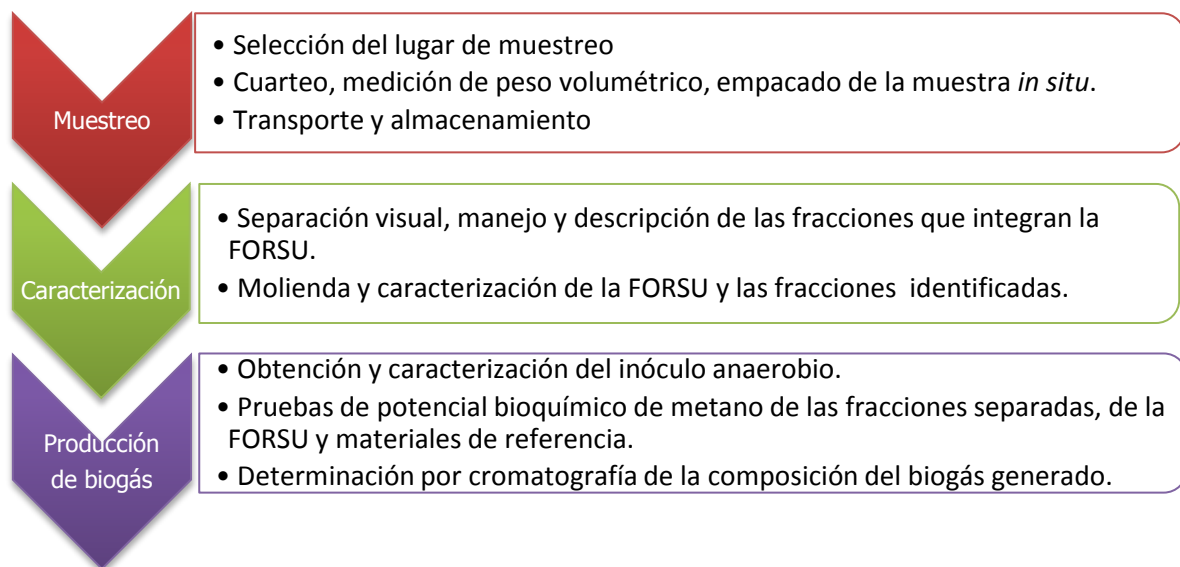 Muestreo
• Selección del lugar de muestreo
• Cuarteo, medición de peso volumétrico, empacado de la muestra in situ.
• Transporte y almacenamiento
Caracterización
• Separación visual, manejo y descripción de las fracciones que integran la
FORSU.
• Molienda y caracterización de la FORSU y las fracciones identificadas.
Producción
de biogás
• Obtención y caracterización del inóculo anaerobio.
• Pruebas de potencial bioquímico de metano de las fracciones separadas, de la
FORSU y materiales de referencia.
• Determinación por cromatografía de la composición del biogás generado.